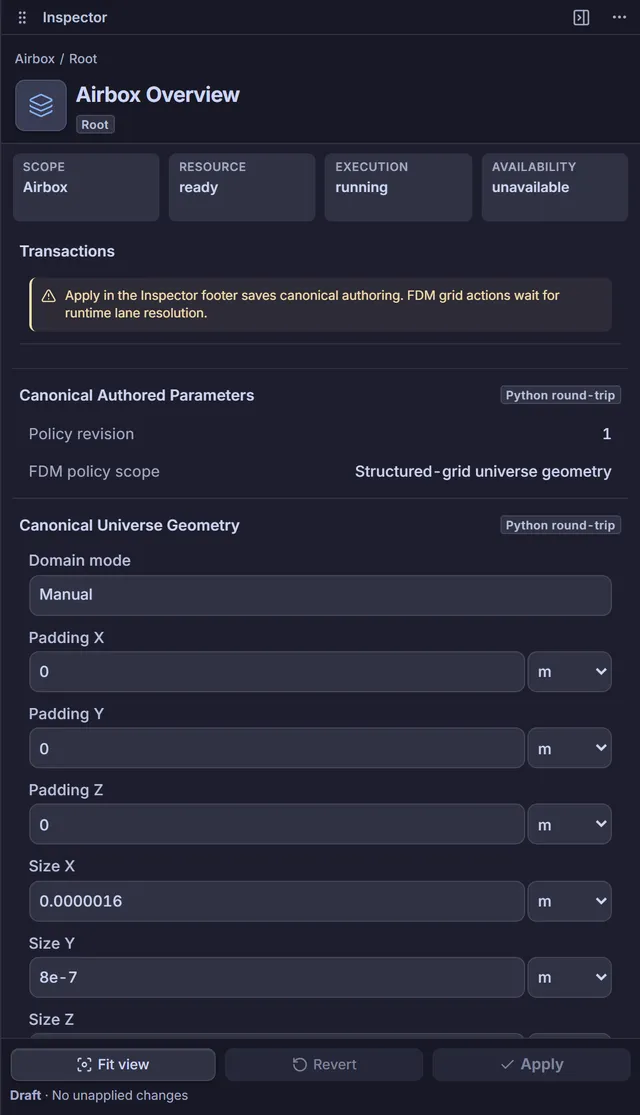 Inspector
Airbox / Root
Airbox Overview
Root
SCOPE
Airbox
RESOURCE
ready
EXECUTION
running
AVAILABILITY
unavailable
Transactions
Apply in the Inspector footer saves canonical authoring. FDM grid actions wait for
runtime lane resolution.
Canonical Authored Parameters
Python round-trip
Policy revision
1
FDM policy scope
Structured-grid universe geometry
Canonical Universe Geometry
Python round-trip
Domain mode
Manual
Padding X
0
m
Padding Y
0
m
Padding Z
0
m
Size X
0.0000016
m
Size Y
8e-7
m
Size Z
Fit view
Revert
Apply
Draft · No unapplied changes